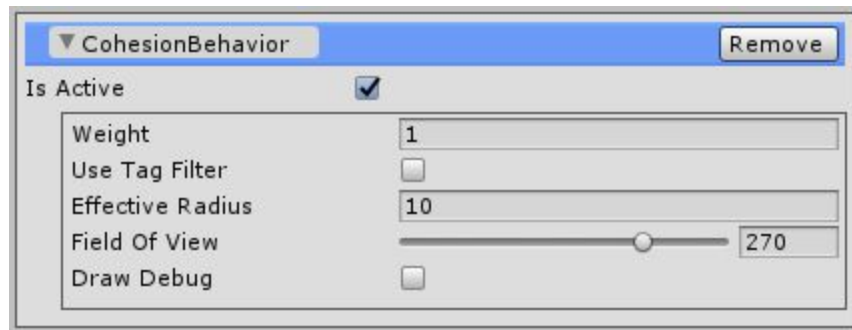 CohesionBehavior Remove
Is Active
Weight 1
Use Tag Filter
Effective Radius 10
Field Of View 270
Draw Debug